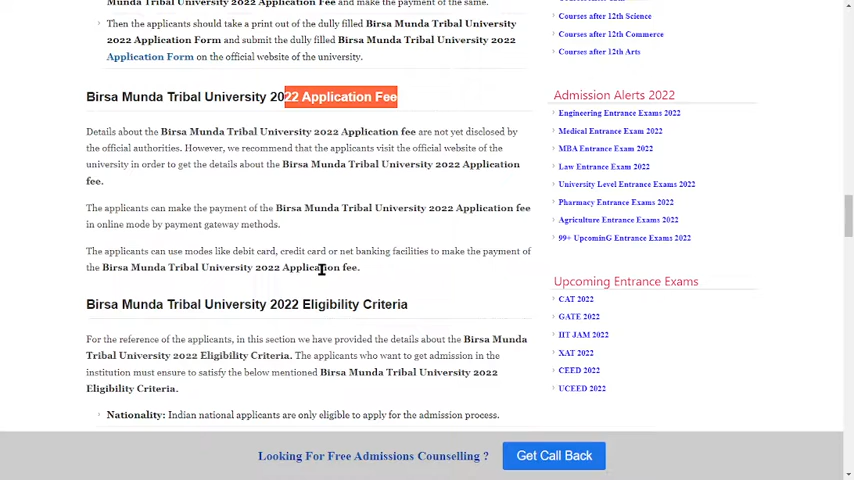 Munda Tribal University 2022 Application Fee and make payment of the same.
Then the applicants should take a print out of the dully filled Birsa Munda Tribal University
2022 Application Form and submit the dully filled Birsa Munda Tribal University 2022
Application Form on the official website of the university.
Birsa Munda Tribal University 2022 Application Fee
Details about the Birsa Munda Tribal University 2022 Application fee are not yet disclosed by
the official authorities. However, we recommend that the applicants visit the official website of the
university in order to get the details about the Birsa Munda Tribal University 2022 Application
fee.
The applicants can make the payment of the Birsa Munda Tribal University 2022 Application fee
in online mode by payment gateway methods.
The applicants can use modes like debit card, credit card or net banking facilities to make the payment of
the Birsa Munda Tribal University 2022 Application fee.
Birsa Munda Tribal University 2022 Eligibility Criteria
For the reference of the applicants, in this section we have provided the details about the Birsa Munda
Tribal University 2022 Eligibility Criteria. The applicants who want to get admission in the
institution must ensure to satisfy the below mentioned Birsa Munda Tribal University 2022
Eligibility Criteria.
Nationality: Indian national applicants are only eligible to apply for the admission process.
Courses after 12th Science
Courses after 12th Commerce
Courses after 12th Arts
Admission Alerts 2022
Engineering Entrance Exams 2022
Medical Entrance Exam 2022
MBA Entrance Exam 2022
Law Entrance Exam 2022
University Level Entrance Exams 2022
Pharmacy Entrance Exams 2022
Agriculture Entrance Exams 2022
99+ UpcominG Entrance Exams 2022
Upcoming Entrance Exams
CAT 2022
GATE 2022
IIT JAM 2022
XAT 2022
CEED 2022
UCEED 2022
Looking For Free Admissions Counselling ?
Get Call Back